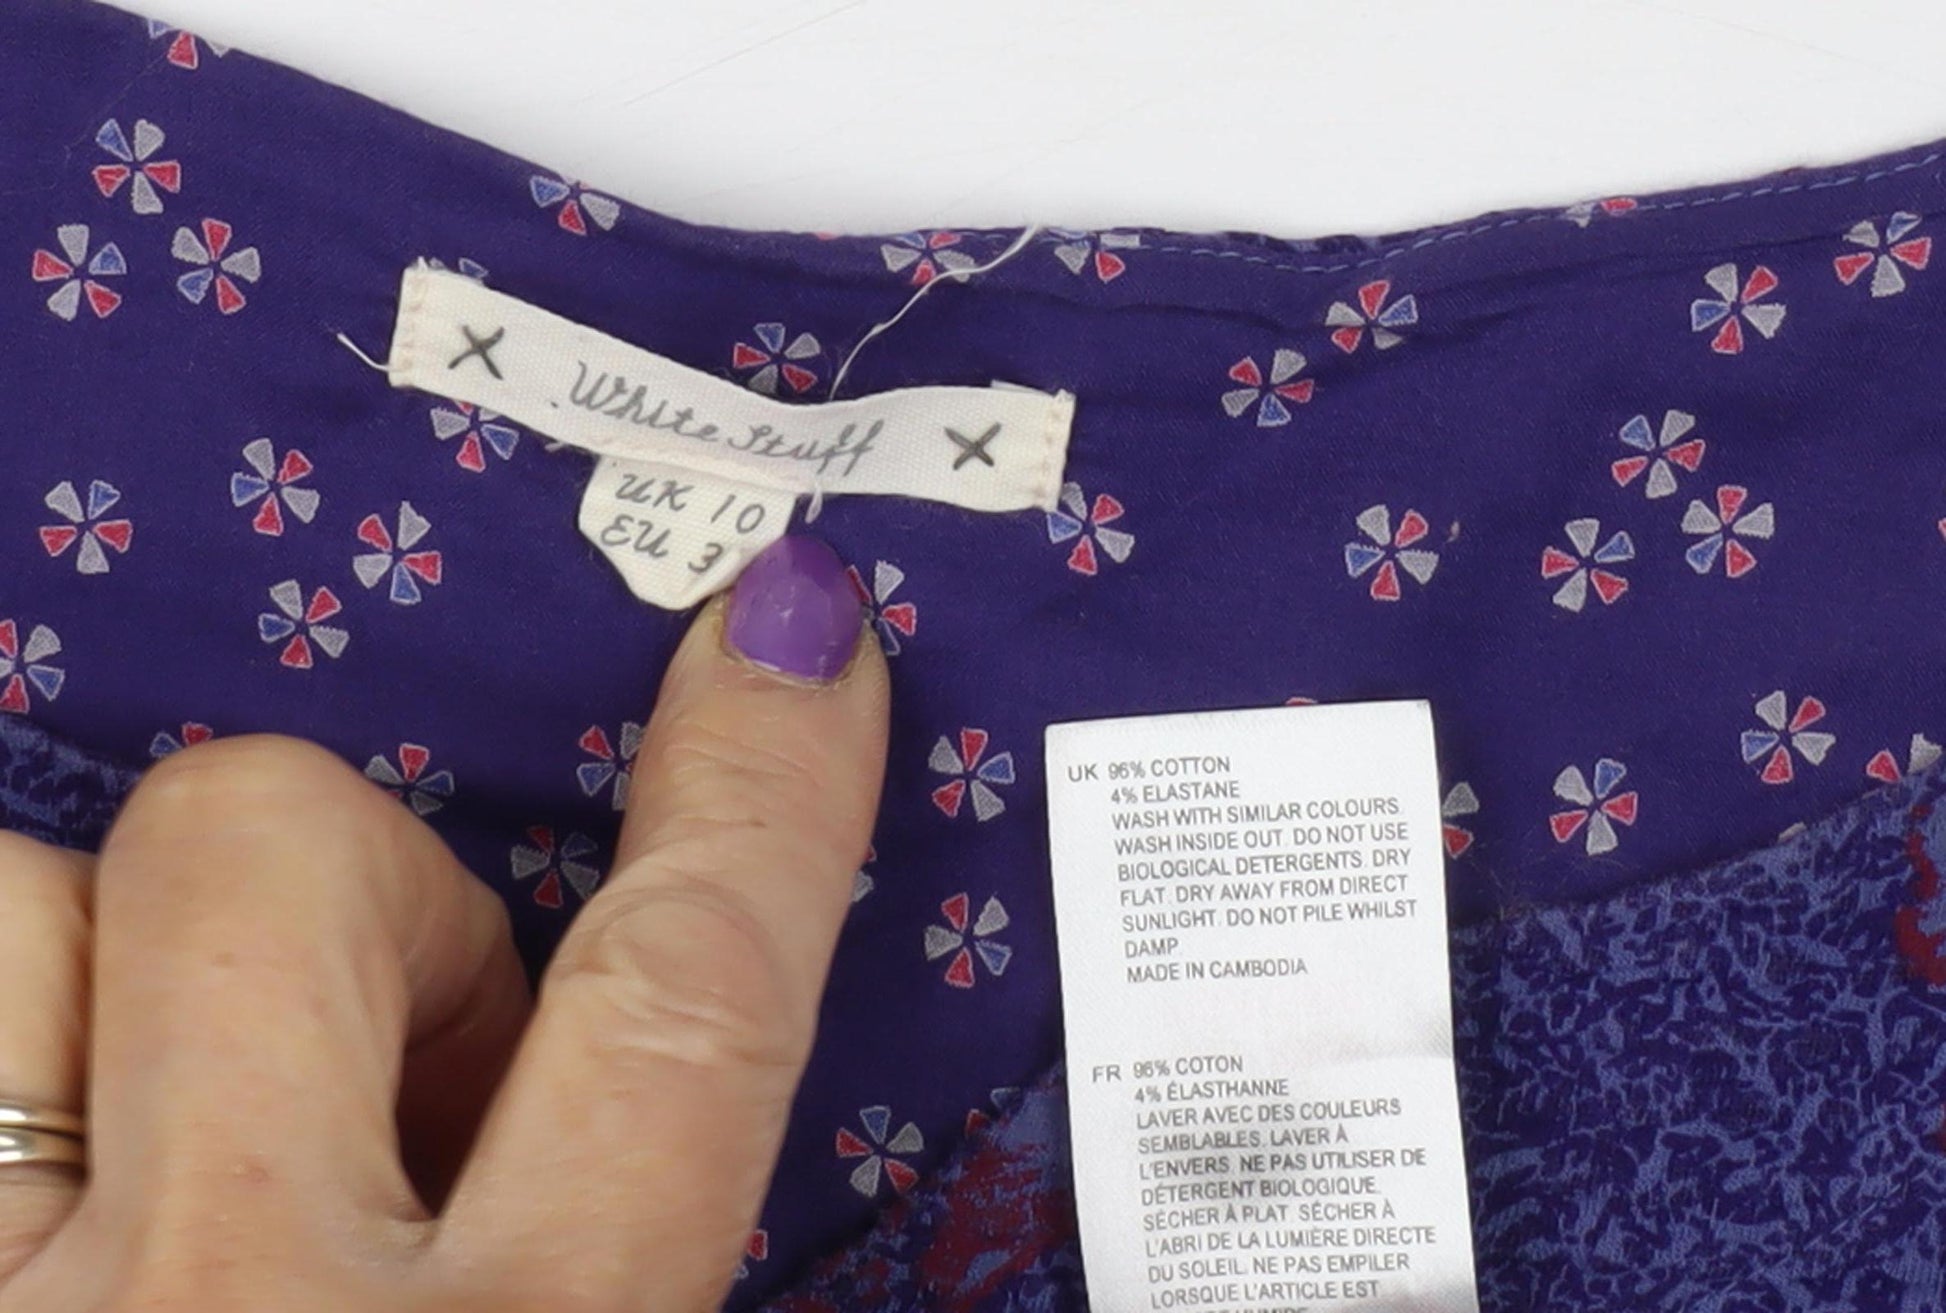 White Stuff
UK 10
EU 3
UK 96% COTTON
4% ELASTANE
WASH WITH SIMILAR COLOURS.
WASH INSIDE OUT. DO NOT USE
BIOLOGICAL DETERGENTS. DRY
FLAT. DRY AWAY FROM DIRECT
SUNLIGHT. DO NOT PILE WHILST
DAMP.
MADE IN CAMBODIA
FR 96% COTON
4% ÉLASTHANNE
LAVER AVEC DES COULEURS
SEMBLABLES. LAVER À
L'ENVERS. NE PAS UTILISER DE
DÉTERGENT BIOLOGIQUE.
SÉCHER À PLAT. SÉCHER À
L'ABRI DE LA LUMIÈRE DIRECTE
DU SOLEIL. NE PAS EMPILER
LORSQUE L'ARTICLE EST